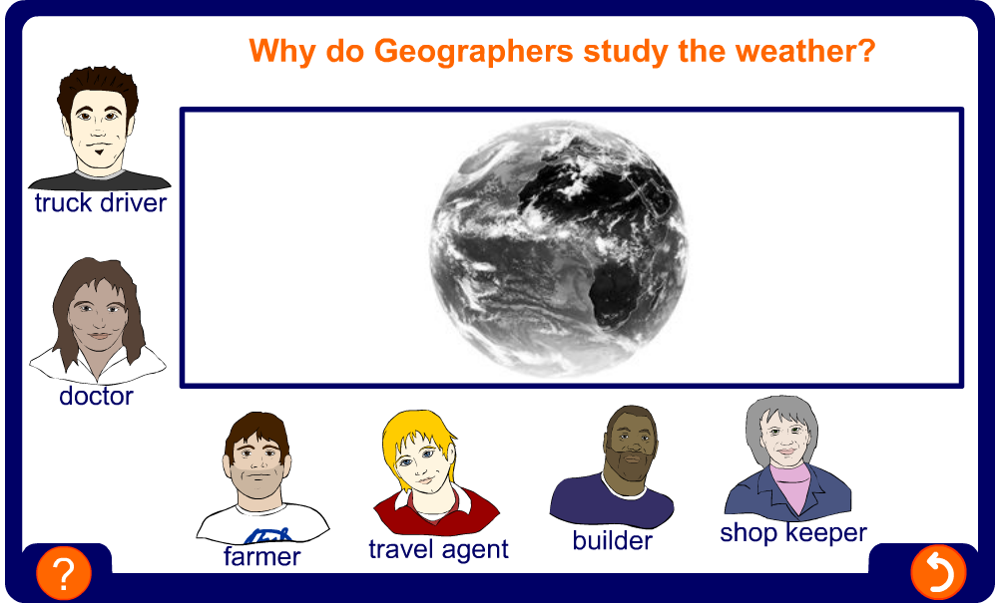 Why do Geographers study the weather?
truck driver
doctor
farmer
travel agent
builder
shop keeper
?